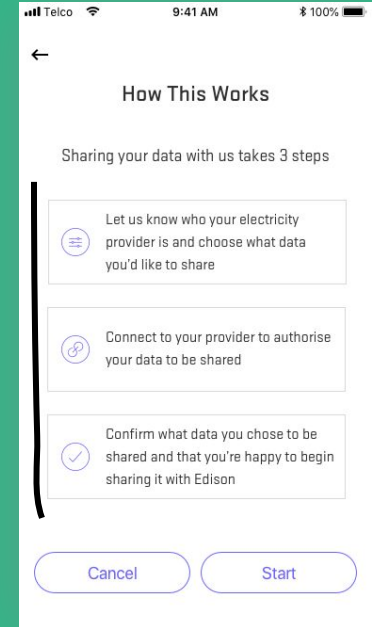 Telco 9:41 AM 100%
How This Works
Sharing your data with us takes 3 steps
Let us know who your electricity
provider is and choose what data
you'd like to share
Connect to your provider to authorise
your data to be shared
Confirm what data you chose to be
shared and that you're happy to begin
sharing it with Edison
Cancel Start